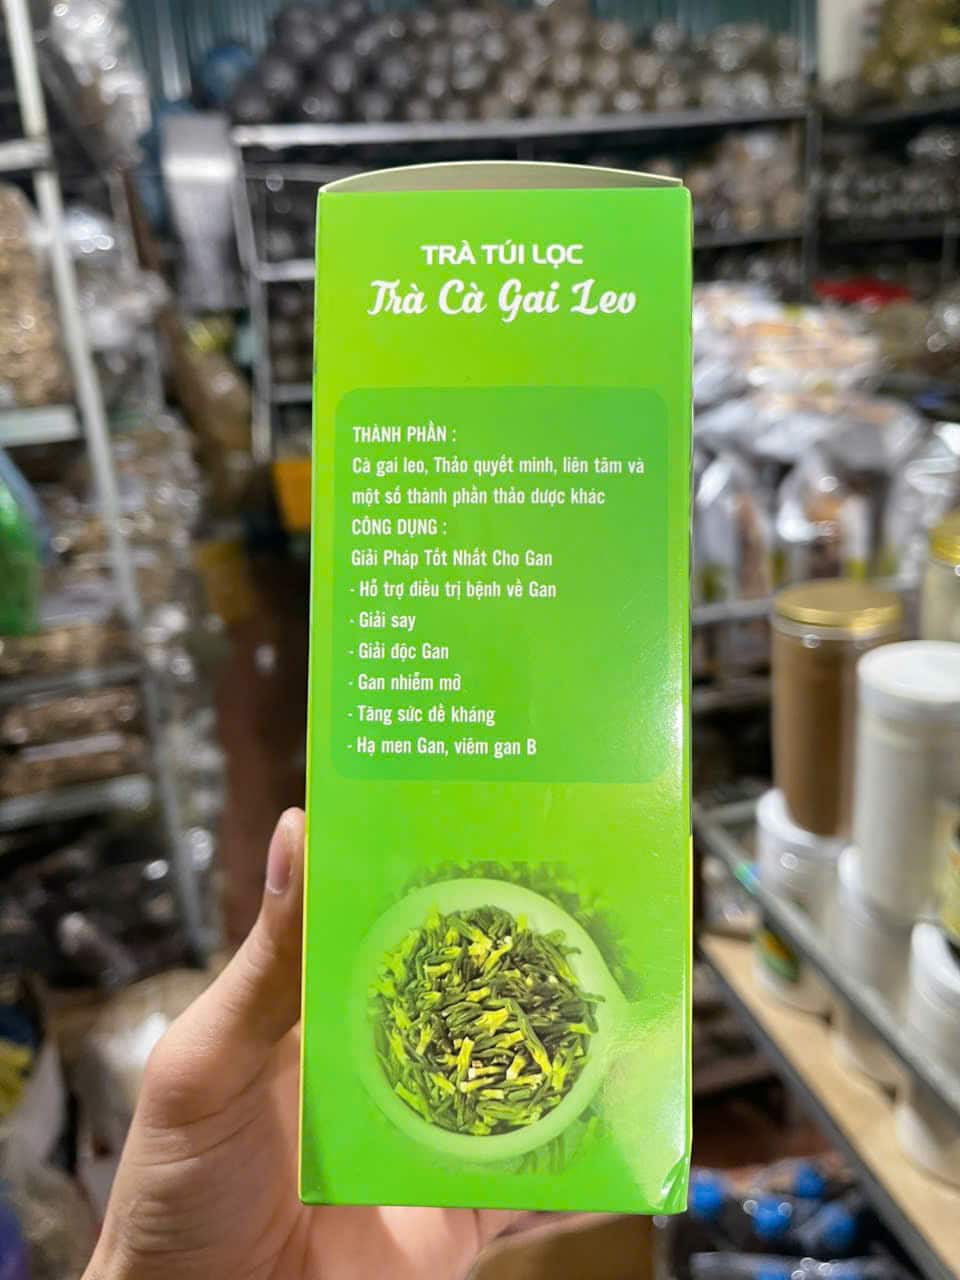 TRÀ TÚI LỌC
Trà Cà Gai Leo
THÀNH PHẦN :
Cà gai leo, Thảo quyết minh, liên tâm và
một số thành phần thảo dược khác
CÔNG DỤNG :
Giải Pháp Tốt Nhất Cho Gan
- Hỗ trợ điều trị bệnh về Gan
- Giải say
- Giải độc Gan
- Gan nhiễm mỡ
- Tăng sức đề kháng
- Hạ men Gan, viêm gan B